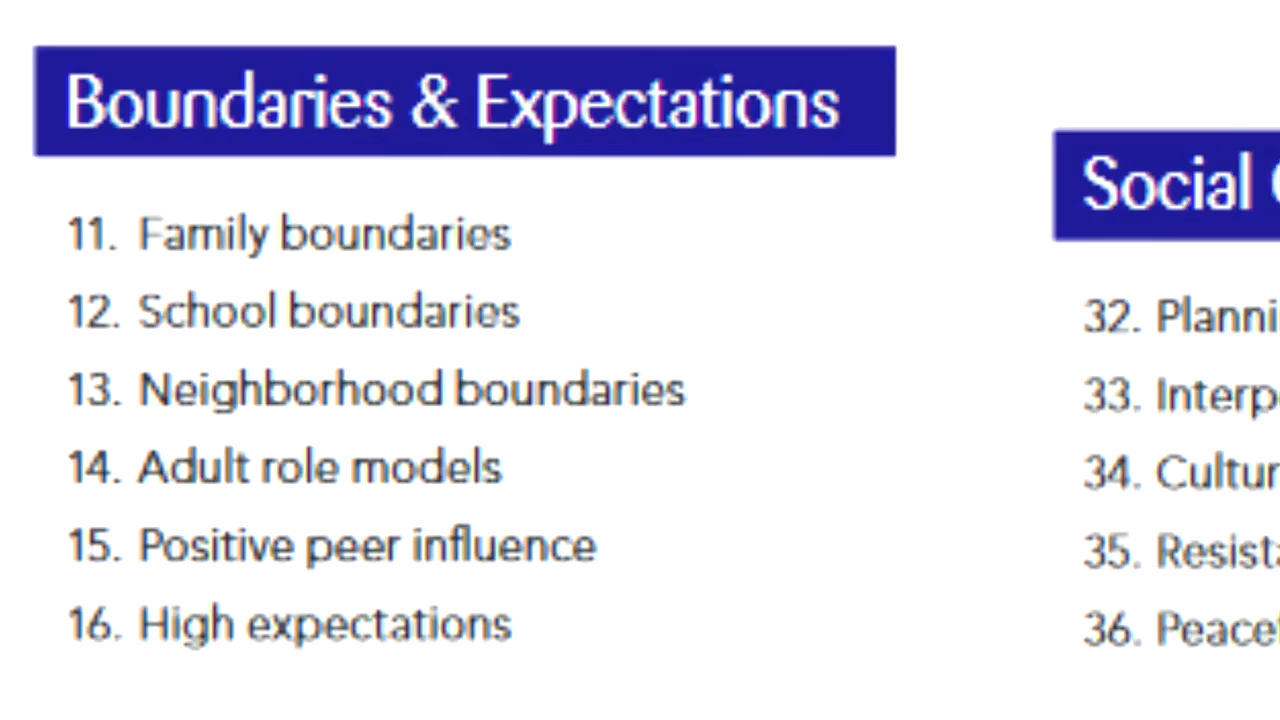 Boundaries & Expectations
11. Family boundaries
12. School boundaries
13. Neighborhood boundaries
14. Adult role models
15. Positive peer influence
16. High expectations
Social
32.
33.
34.
35.
36.